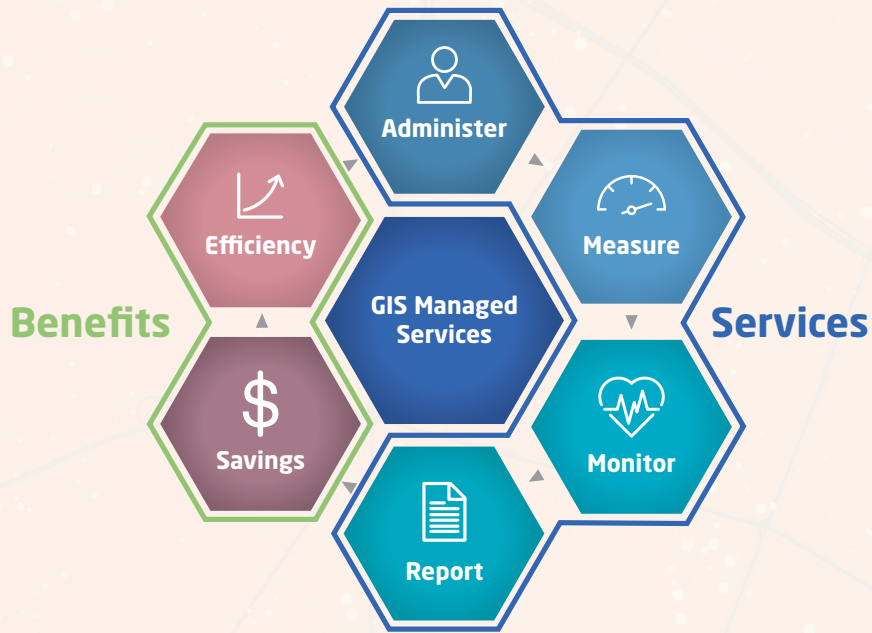 Administer
Efficiency
Measure
GIS Managed
Services
Benefits
Services
$
Savings
Monitor
Report